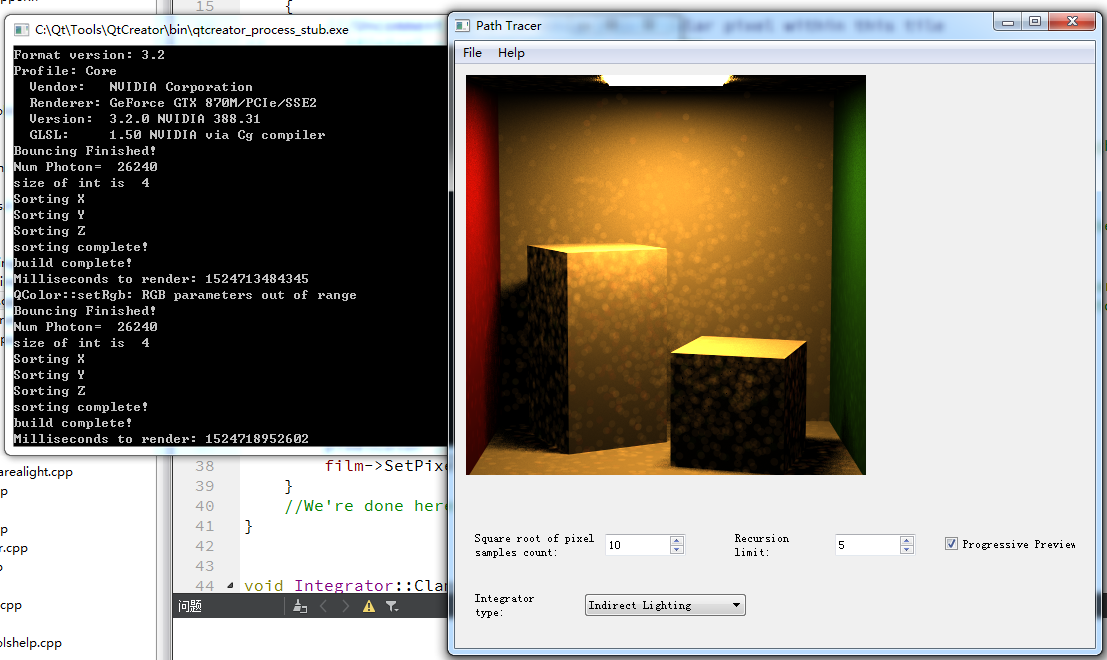 15 {
C:\Qt\Tools\QtCreator\bin\qtcreator_process_stub.exe
Format version: 3.2
Profile: Core
Vendor: NVIDIA Corporation
Renderer: GeForce GTX 870M/PCIe/SSE2
Version: 3.2.0 NVIDIA 388.31
GLSL: 1.50 NVIDIA via Cg compiler
Bouncing Finished!
Num Photon= 26240
size of int is 4
Sorting X
Sorting Y
Sorting Z
sorting complete!
build complete!
Milliseconds to render: 1524713484345
QColor::setRgb: RGB parameters out of range
Bouncing Finished!
Num Photon= 26240
size of int is 4
Sorting X
Sorting Y
Sorting Z
sorting complete!
build complete!
Milliseconds to render: 1524718952602
arealight.cpp
r.cpp
cpp
olshelp.cpp
38 film->SetPixe
39 }
40 //We're done here
41 }
42
43
44 void Integrator::Clam
问题
Path Tracer
pixel within this tile
File Help
Square root of pixel samples count:
10
Recursion limit:
5
Progressive Preview
Integrator type:
Indirect Lighting